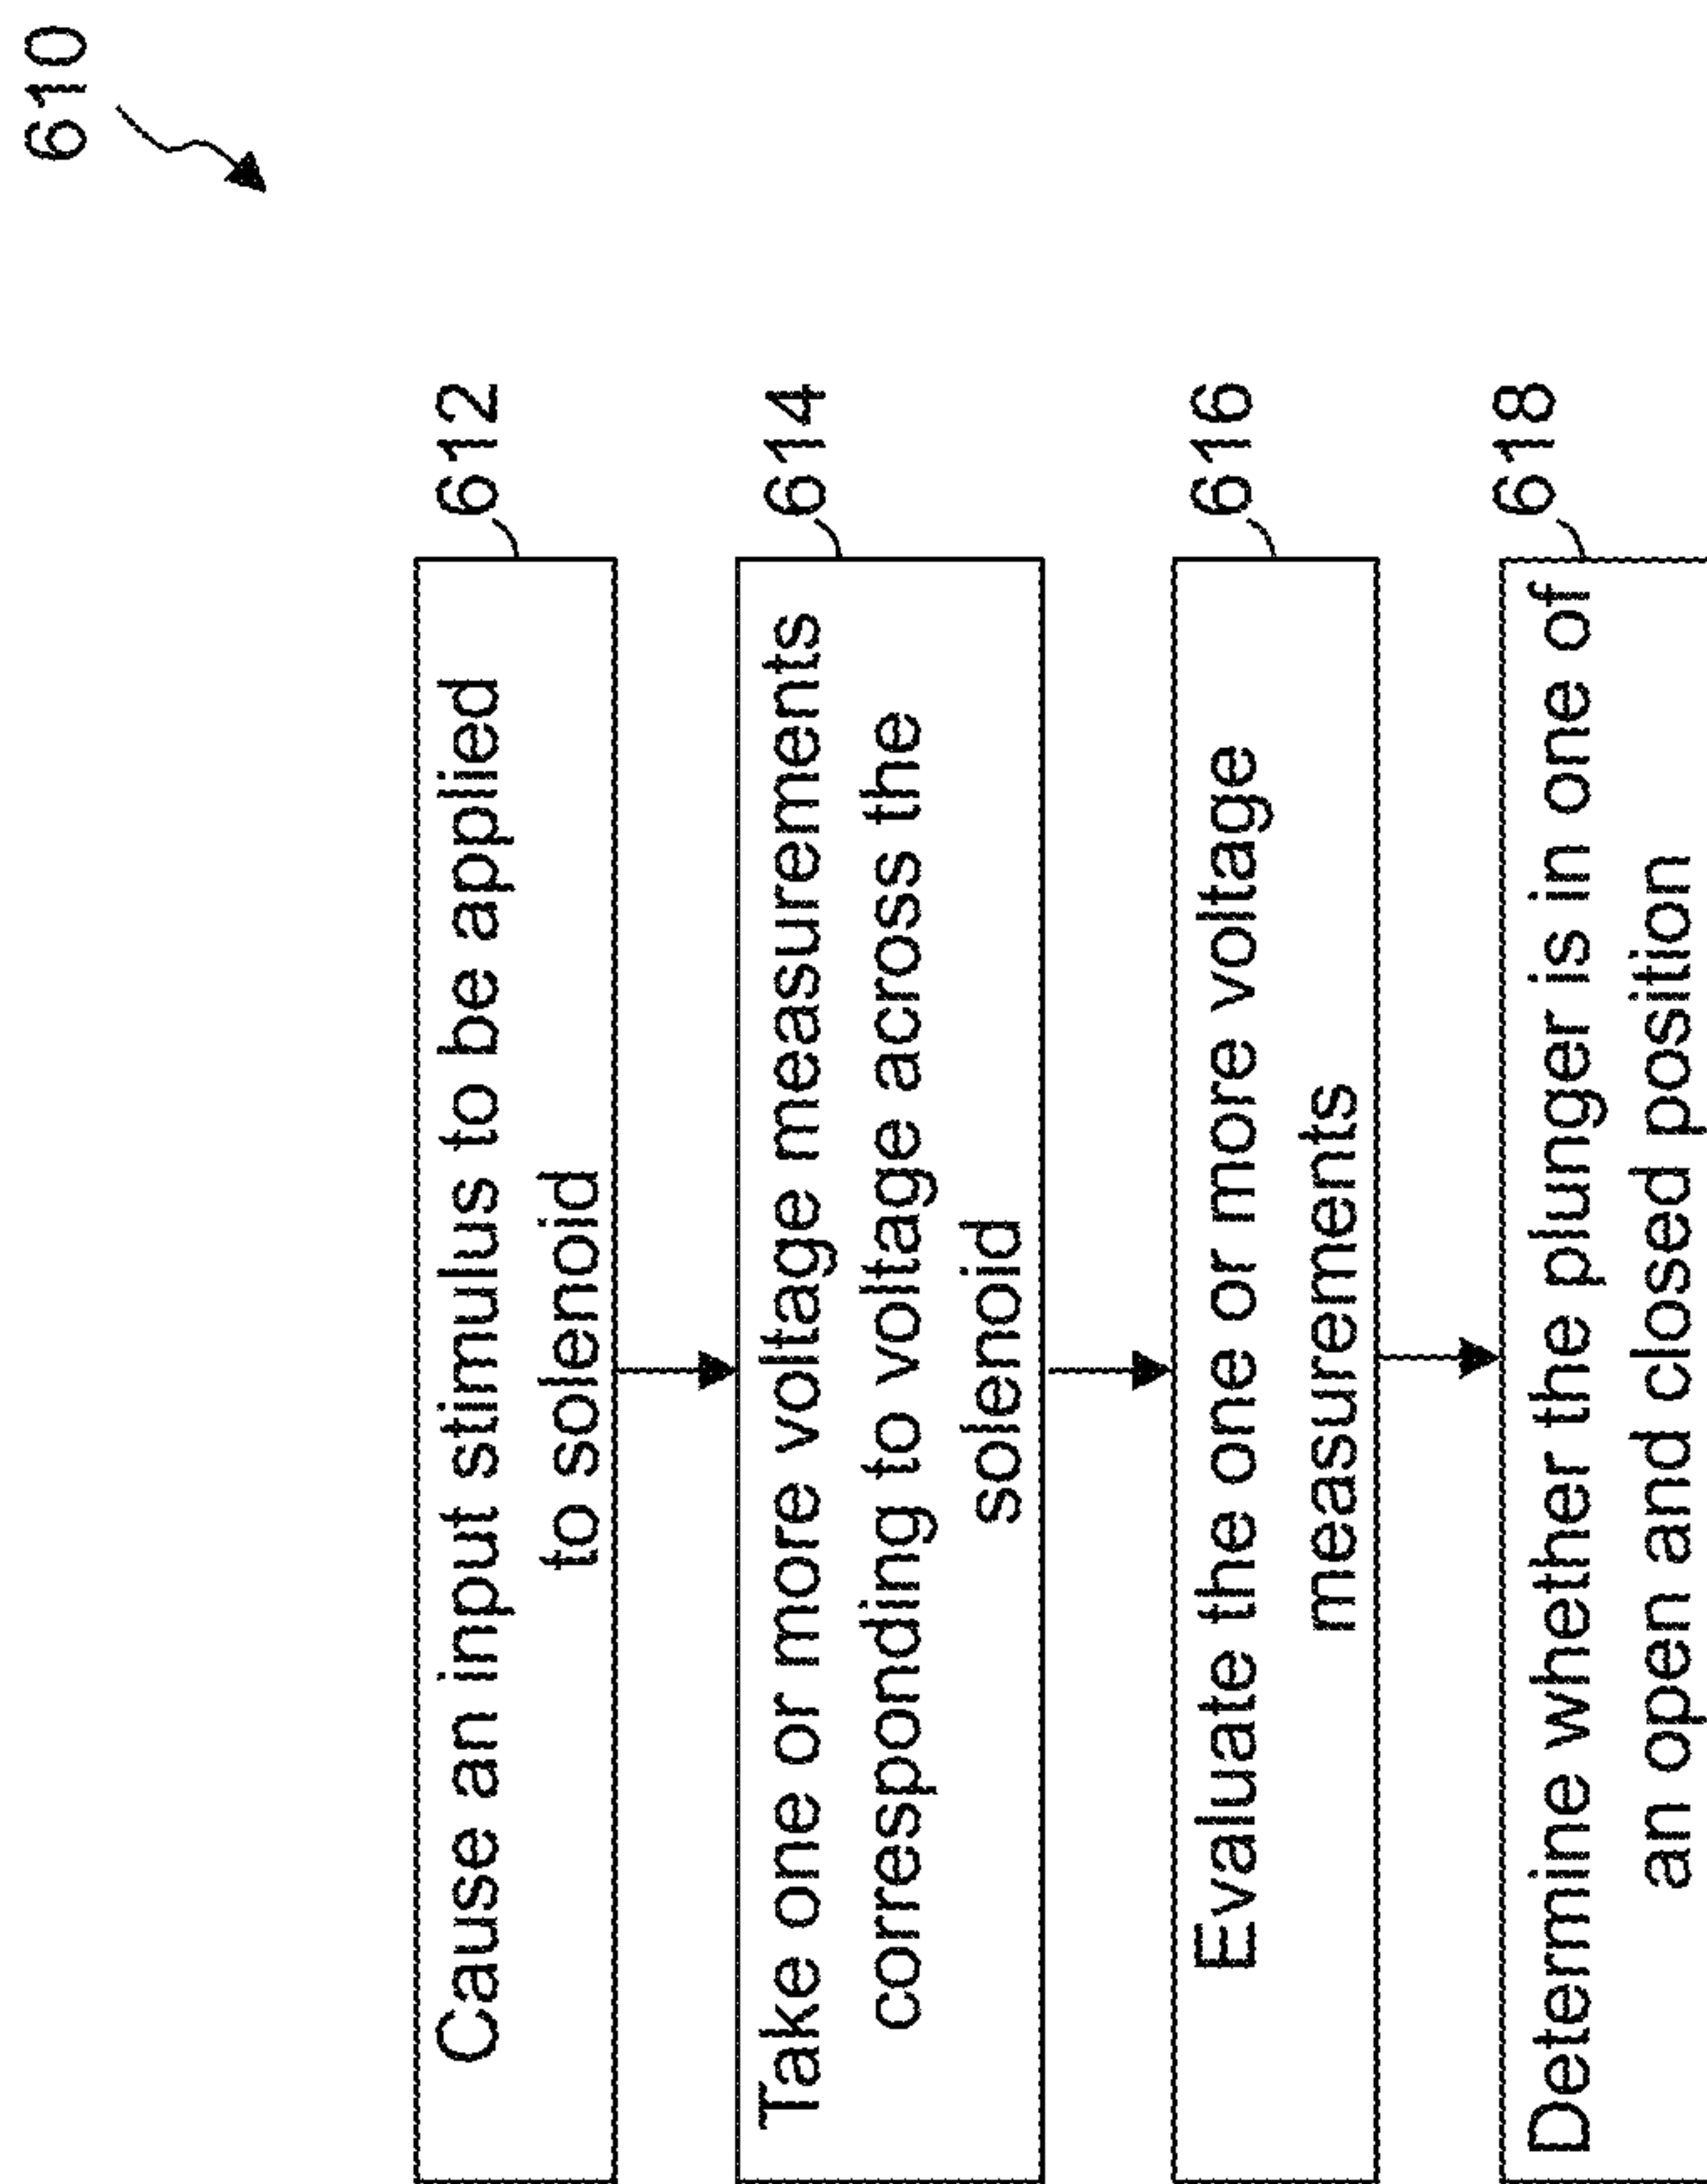 610
612
Cause an input stimulus to be applied
to solenoid
614
Take one or more voltage measurements
corresponding to voltage across the
solenoid
616
Evaluate the one or more voltage
measurements
618
Determine whether the plunger is in one of
an open and closed position